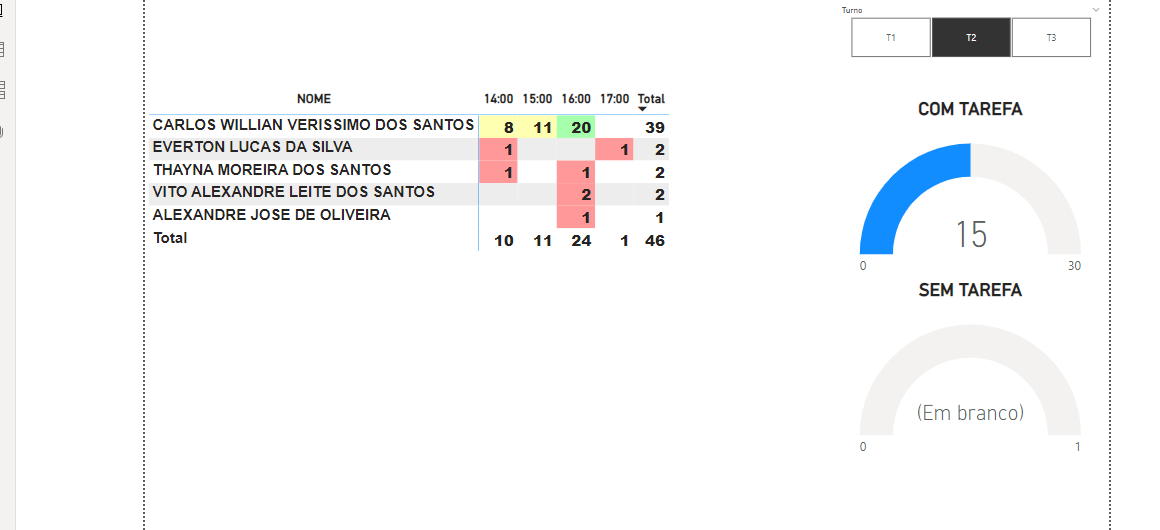 Turno
T1 T2 T3
NOME 14:00 15:00 16:00 17:00 Total
CARLOS WILLIAN VERISSIMO DOS SANTOS 8 11 20 39
EVERTON LUCAS DA SILVA 1 1 2
THAYNA MOREIRA DOS SANTOS 1 1 2
VITO ALEXANDRE LEITE DOS SANTOS 2 2
ALEXANDRE JOSE DE OLIVEIRA 1 1
Total 10 11 24 1 46
COM TAREFA
15
0 30
SEM TAREFA
(Em branco)
0 1